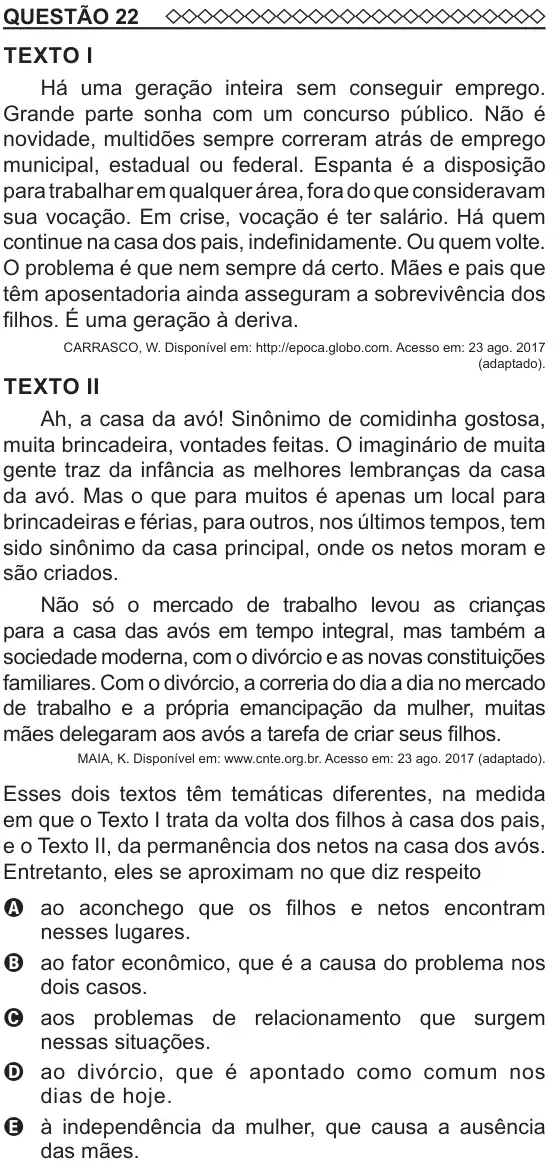 QUESTÃO 22
TEXTO I
Há uma geração inteira sem conseguir emprego.
Grande parte sonha com um concurso público. Não é
novidade, multidões sempre correram atrás de emprego
municipal, estadual ou federal. Espanta é a disposição
para trabalhar em qualquer área, fora do que consideravam
sua vocação. Em crise, vocação é ter salário. Há quem
continue na casa dos pais, indefinidamente. Ou quem volte.
O problema é que nem sempre dá certo. Mães e pais que
têm aposentadoria ainda asseguram a sobrevivência dos
filhos. É uma geração à deriva.
CARRASCO, W. Disponível em: http://epoca.globo.com. Acesso em: 23 ago. 2017
(adaptado).
TEXTO II
Ah, a casa da avó! Sinônimo de comidinha gostosa,
muita brincadeira, vontades feitas. O imaginário de muita
gente traz da infância as melhores lembranças da casa
da avó. Mas o que para muitos é apenas um local para
brincadeiras e férias, para outros, nos últimos tempos, tem
sido sinônimo da casa principal, onde os netos moram e
são criados.
Não só o mercado de trabalho levou as crianças
para a casa das avós em tempo integral, mas também a
sociedade moderna, com o divórcio e as novas constituições
familiares. Com o divórcio, a correria do dia a dia no mercado
de trabalho e a própria emancipação da mulher, muitas
mães delegaram aos avós a tarefa de criar seus filhos.
MAIA, K. Disponível em: www.cnte.org.br. Acesso em: 23 ago. 2017 (adaptado).
Esses dois textos têm temáticas diferentes, na medida
em que o Texto I trata da volta dos filhos à casa dos pais,
e o Texto II, da permanência dos netos na casa dos avós.
Entretanto, eles se aproximam no que diz respeito
A ao aconchego que os filhos e netos encontram
nesses lugares.
B ao fator econômico, que é a causa do problema nos
dois casos.
C aos problemas de relacionamento que surgem
nessas situações.
D ao divórcio, que é apontado como comum nos
dias de hoje.
E à independência da mulher, que causa a ausência
das mães.